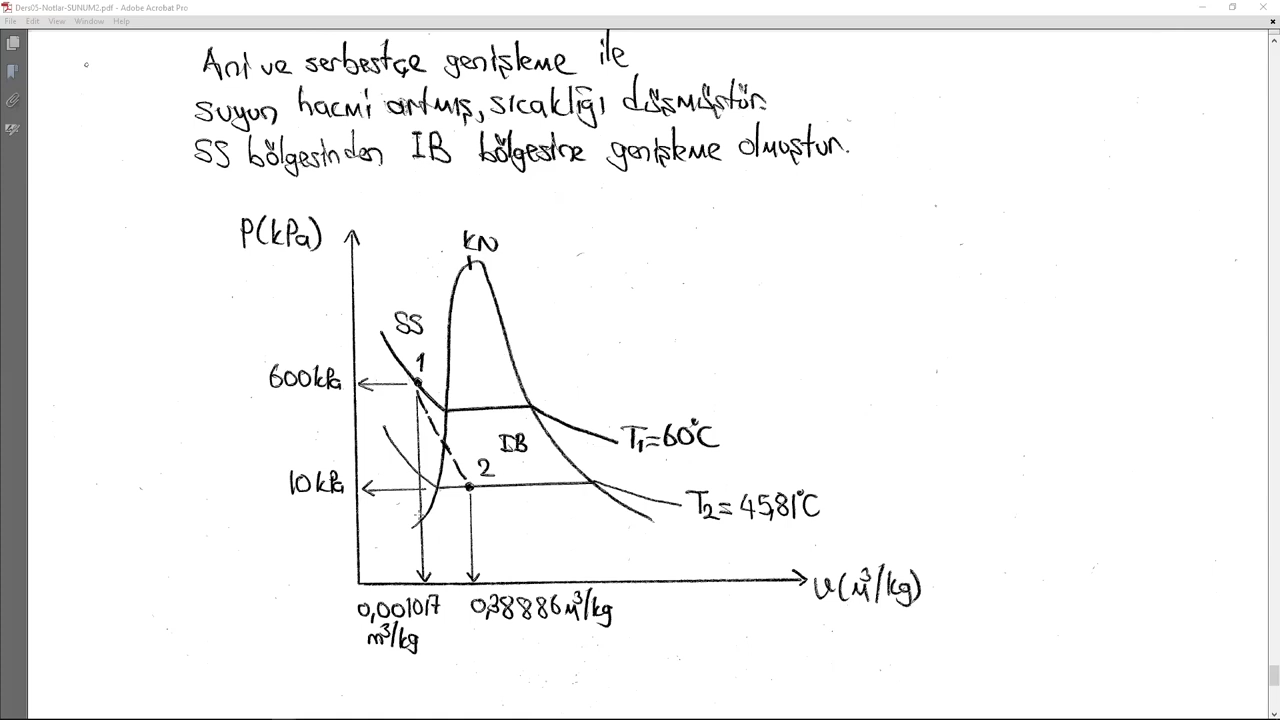 Ders05-Notlar-SUNUM2.pdf - Adobe Acrobat Pro
File Edit View Window Help
Ani ve serbestçe genişleme ile
suyun hacmi artmış, sıcaklığı düşmüştür.
SS bölgesinden IB bölgesine genişleme olmuştur.
P(kPa)
KN
SS
1
600kPa
T₁=60°C
IB
2
10kPa
T₂=45,81°C
v(m³/kg)
0,001017
m³/kg
0,38886m³/kg